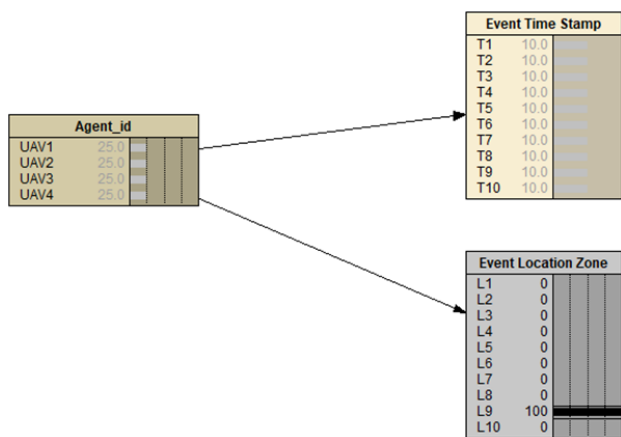 Agent_id
UAV1 25.0
UAV2 25.0
UAV3 25.0
UAV4 25.0
Event Time Stamp
T1 10.0
T2 10.0
T3 10.0
T4 10.0
T5 10.0
T6 10.0
T7 10.0
T8 10.0
T9 10.0
T10 10.0
Event Location Zone
L1 0
L2 0
L3 0
L4 0
L5 0
L6 0
L7 0
L8 0
L9 100
L10 0